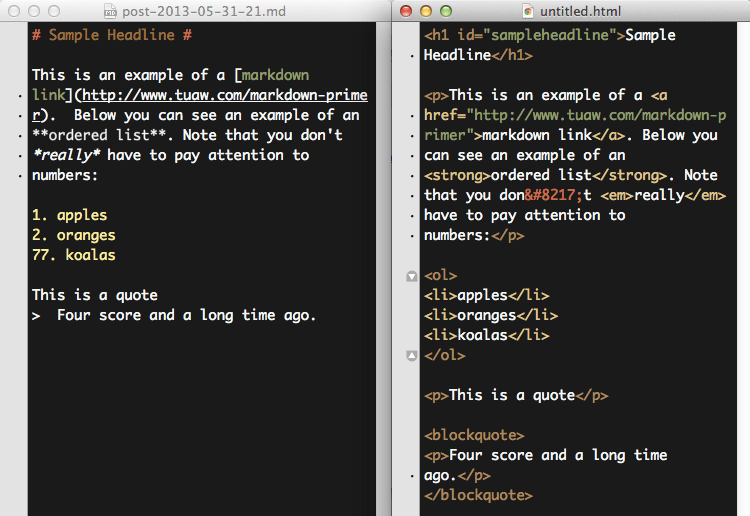 post-2013-05-31-21.md
# Sample Headline #
This is an example of a [markdown
link](http://www.tuaw.com/markdown-prime
r).  Below you can see an example of an
**ordered list**. Note that you don't
*really* have to pay attention to
numbers:
1. apples
2. oranges
77. koalas
This is a quote
>  Four score and a long time ago.
untitled.html
<h1 id="sampleheadline">Sample
Headline</h1>
<p>This is an example of a <a
href="http://www.tuaw.com/markdown-p
rimer">markdown link</a>. Below you
can see an example of an
<strong>ordered list</strong>. Note
that you don&#8217;t <em>really</em>
have to pay attention to
numbers:</p>
<ol>
<li>apples</li>
<li>oranges</li>
<li>koalas</li>
</ol>
<p>This is a quote</p>
<blockquote>
<p>Four score and a long time
ago.</p>
</blockquote>